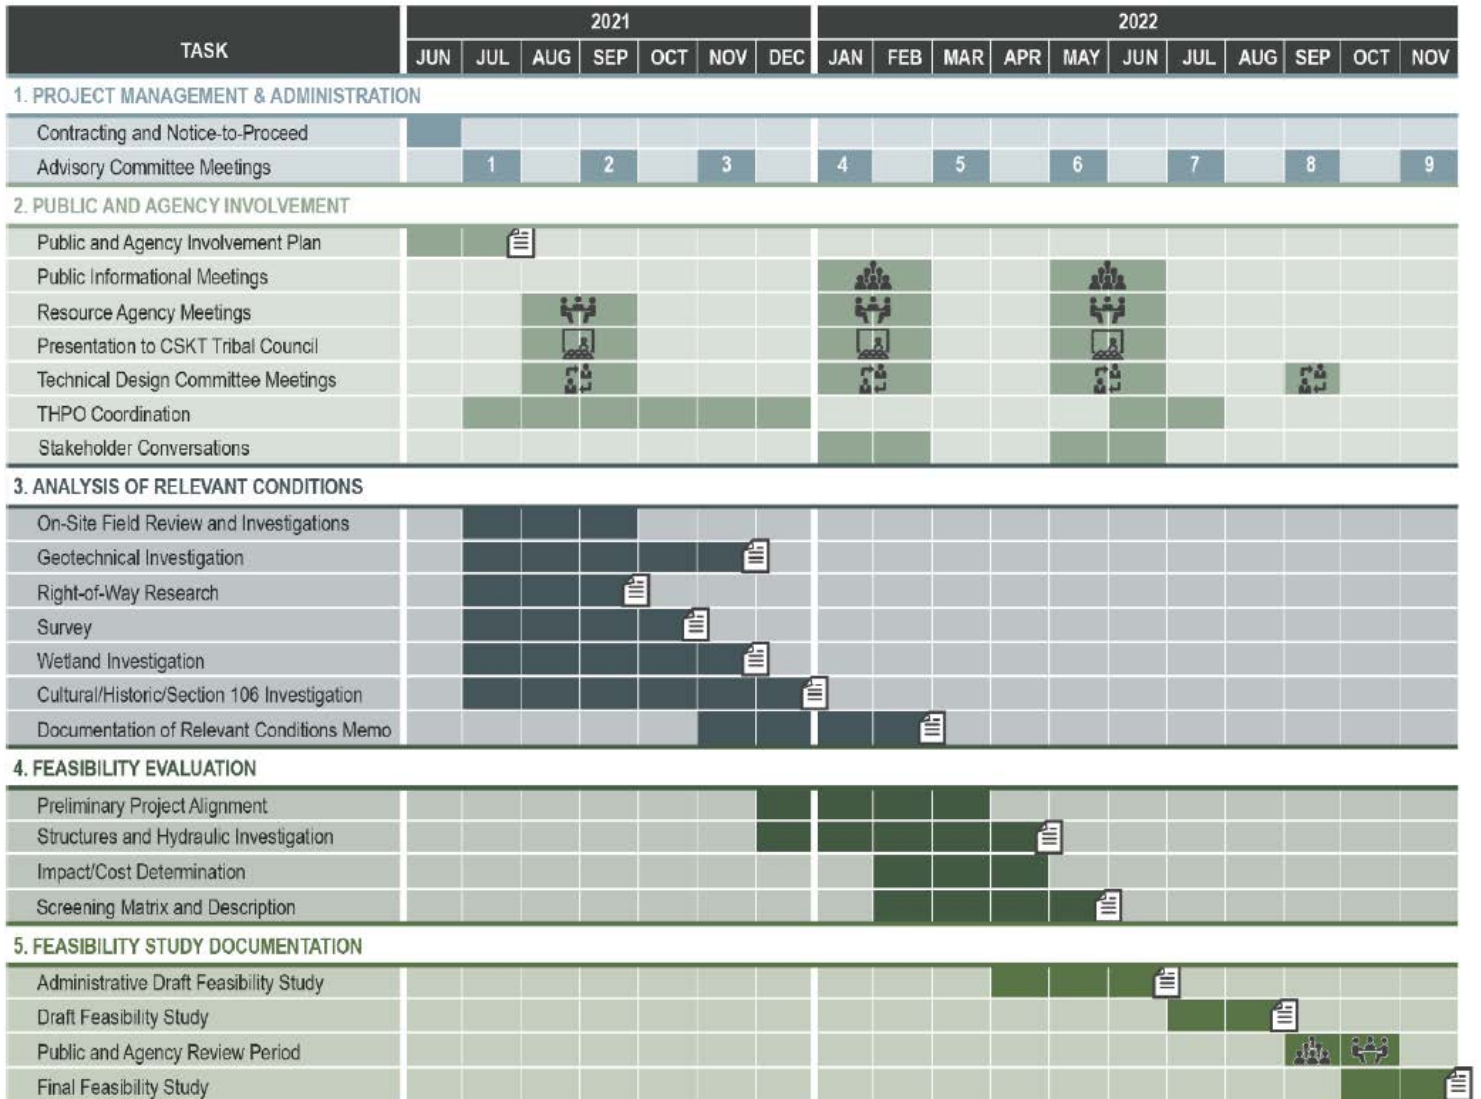 2021 2022
TASK
JUN JUL AUG SEP OCT NOV DEC JAN FEB MAR APR MAY JUN JUL AUG SEP OCT NOV
1. PROJECT MANAGEMENT & ADMINISTRATION
Contracting and Notice-to-Proceed
Advisory Committee Meetings 1 2 3 4 5 6 7 8 9
2. PUBLIC AND AGENCY INVOLVEMENT
Public and Agency Involvement Plan
Public Informational Meetings
Resource Agency Meetings
Presentation to CSKT Tribal Council
Technical Design Committee Meetings
THPO Coordination
Stakeholder Conversations
3. ANALYSIS OF RELEVANT CONDITIONS
On-Site Field Review and Investigations
Geotechnical Investigation
Right-of-Way Research
Survey
Wetland Investigation
Cultural/Historic/Section 106 Investigation
Documentation of Relevant Conditions Memo
4. FEASIBILITY EVALUATION
Preliminary Project Alignment
Structures and Hydraulic Investigation
Impact/Cost Determination
Screening Matrix and Description
5. FEASIBILITY STUDY DOCUMENTATION
Administrative Draft Feasibility Study
Draft Feasibility Study
Public and Agency Review Period
Final Feasibility Study